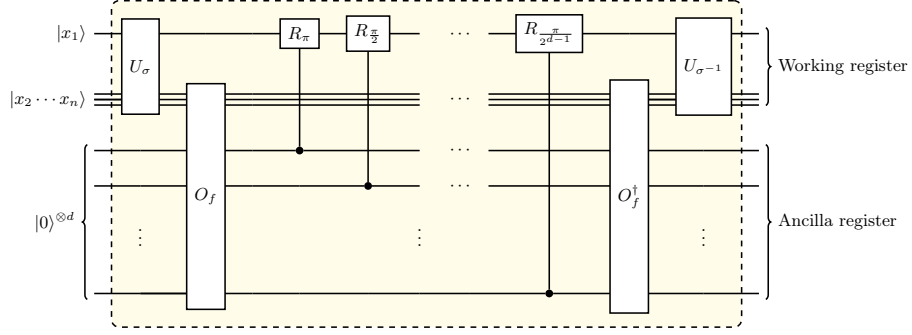 |x₁⟩ R_π R_{π/2} ··· R_{π/2^{d−1}}
U_σ U_{σ^{−1}} Working register
|x₂ ··· xₙ⟩ ···
···
O_f O_f^†
···
|0⟩^{⊗d} Ancilla register
⋮ ⋮ ⋮